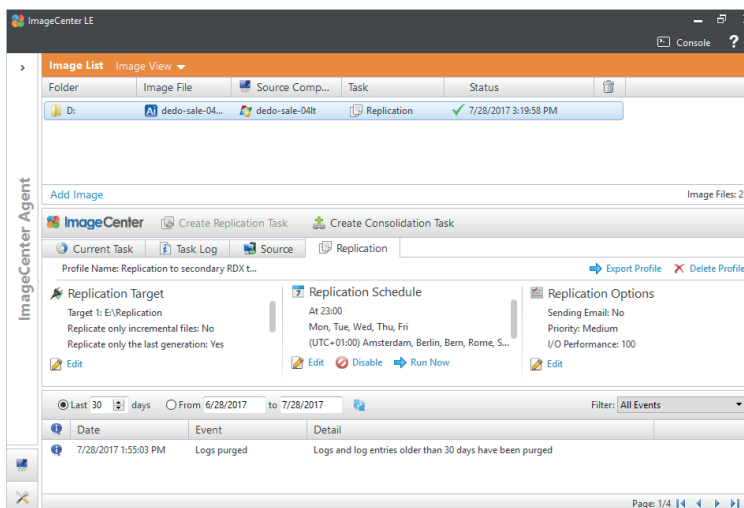 ImageCenter LE
Console ?
Image List Image View
Folder Image File Source Comp... Task Status
D: Ai dedo-sale-04... dedo-sale-04lt Replication 7/28/2017 3:19:58 PM
ImageCenter Agent
Add Image Image Files: 2
ImageCenter Create Replication Task Create Consolidation Task
Current Task Task Log Source Replication
Profile Name: Replication to secondary RDX t... Export Profile Delete Profile
Replication Target
Target 1: E:\Replication
Replicate only incremental files: No
Replicate only the last generation: Yes
Edit
7 Replication Schedule
At 23:00
Mon, Tue, Wed, Thu, Fri
(UTC+01:00) Amsterdam, Berlin, Bern, Rome, S...
Edit Disable Run Now
Replication Options
Sending Email: No
Priority: Medium
I/O Performance: 100
Edit
Last 30 days From 6/28/2017 to 7/28/2017 Filter: All Events
Date Event Detail
7/28/2017 1:55:03 PM Logs purged Logs and log entries older than 30 days have been purged
Page: 1/4